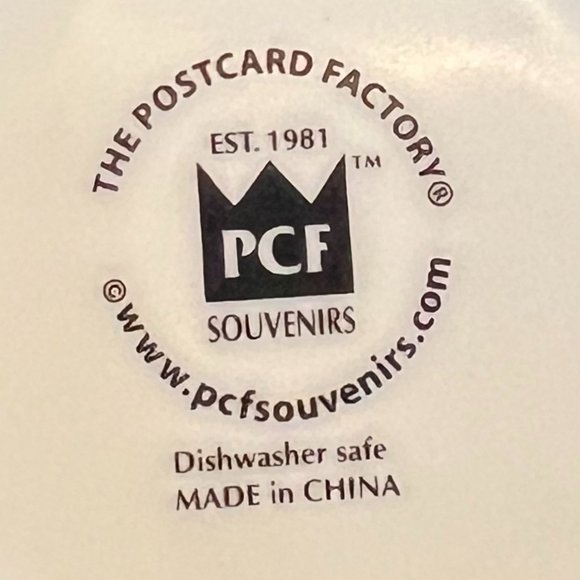 THE POSTCARD FACTORY®
EST. 1981
PCF
™
SOUVENIRS
©www.pcfsouvenirs.com
Dishwasher safe
MADE in CHINA